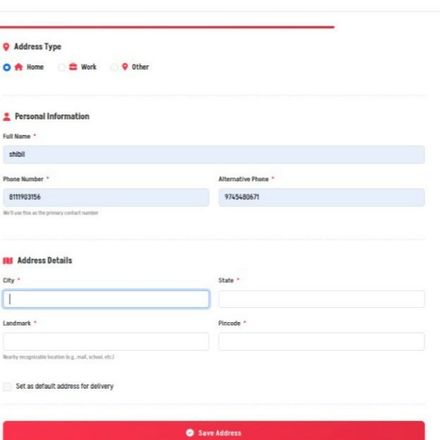 Address Type
Home Work Other
Personal Information
Full Name *
shibil
Phone Number * Alternative Phone *
8111903156 9745480671
We'll use this as the primary contact number
Address Details
City * State *
Landmark * Pincode *
Nearby recognizable location (e.g., mall, school, etc.)
Set as default address for delivery
Save Address